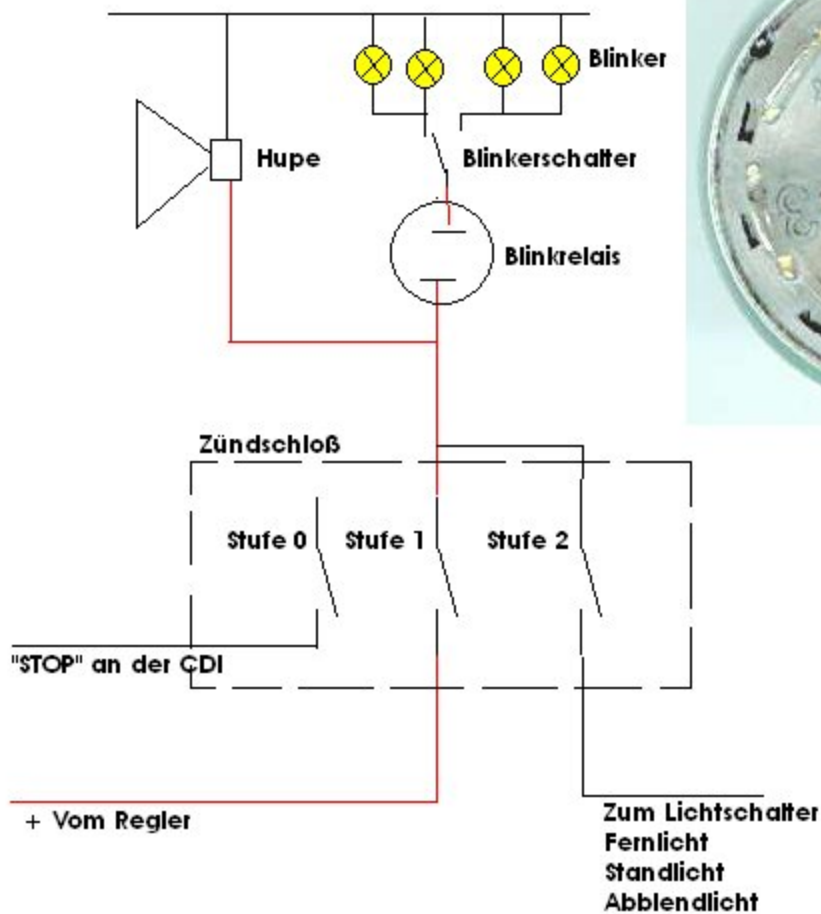 Blinker
Hupe
Blinkerschalter
Blinkrelais
Zündschloß
Stufe 0
Stufe 1
Stufe 2
"STOP" an der CDI
+ Vom Regler
Zum Lichtschalter
Fernlicht
Standlicht
Abblendlicht